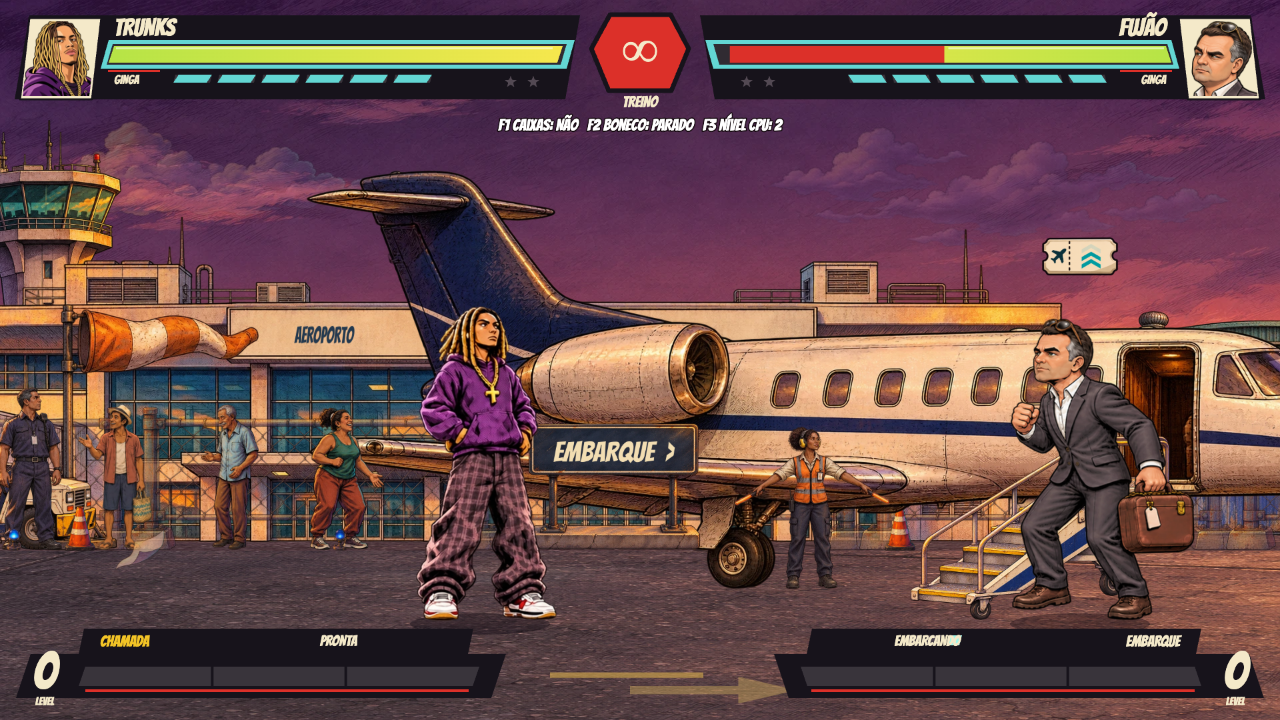 TRUNKS
FUJÃO
GINGA
GINGA
TREINO
F1 CAIXAS: NÃO F2 BONECO: PARADO F3 NÍVEL CPU: 2
AEROPORTO
EMBARQUE >
CHAMADA
PRONTA
EMBARCANDO
EMBARQUE
0
LEVEL
0
LEVEL